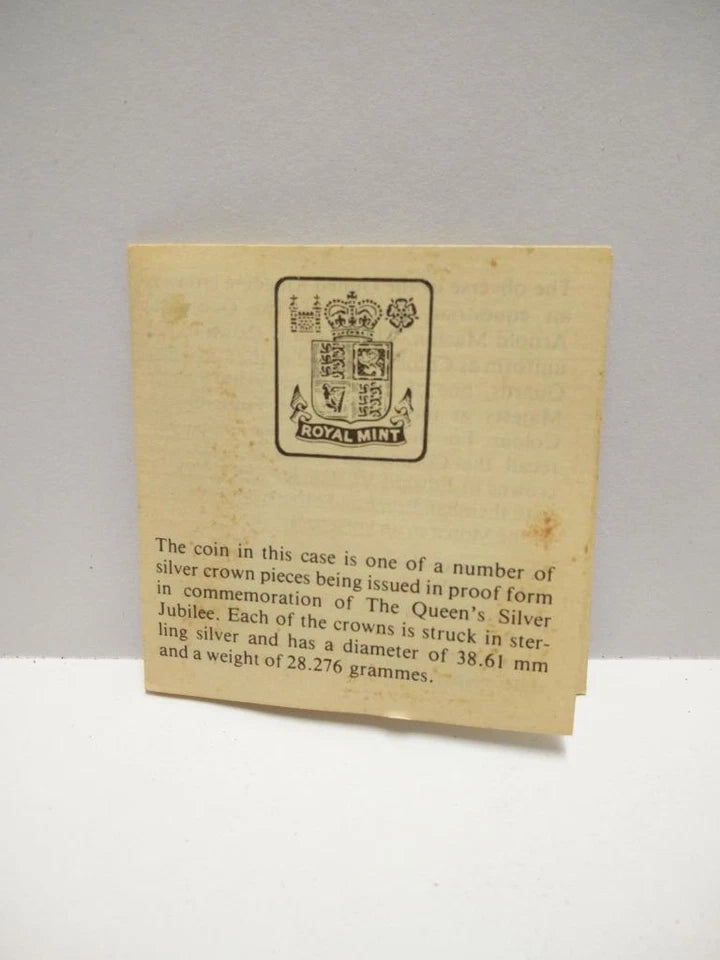 ROYAL MINT
The coin in this case is one of a number of
silver crown pieces being issued in proof form
in commemoration of The Queen's Silver
Jubilee. Each of the crowns is struck in ster-
ling silver and has a diameter of 38.61 mm
and a weight of 28.276 grammes.